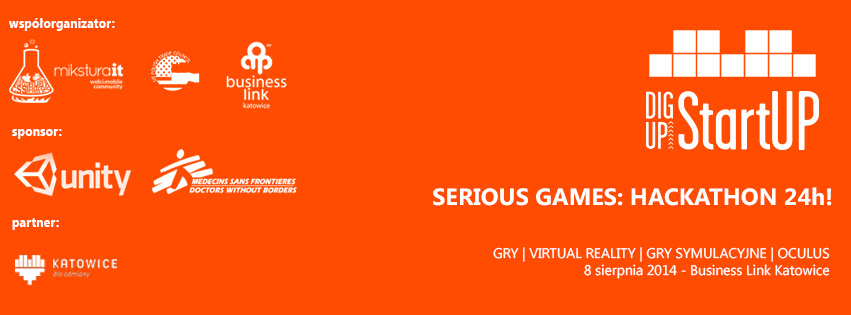 współorganizator:
miksturait
web&mobile
community
business
link
katowice
sponsor:
unity
MEDECINS SANS FRONTIERES
DOCTORS WITHOUT BORDERS
partner:
KATOWICE
dla odmiany
DIG
UP
StartUP
SERIOUS GAMES: HACKATHON 24h!
GRY | VIRTUAL REALITY | GRY SYMULACYJNE | OCULUS
8 sierpnia 2014 - Business Link Katowice